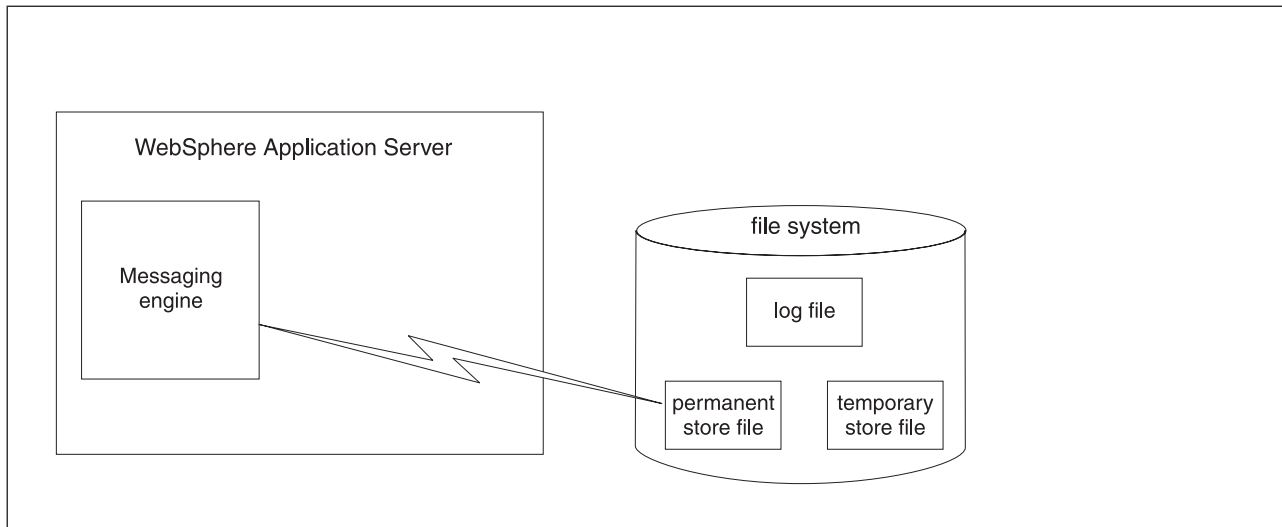 WebSphere Application Server
Messaging
engine
file system
log file
permanent
store file
temporary
store file